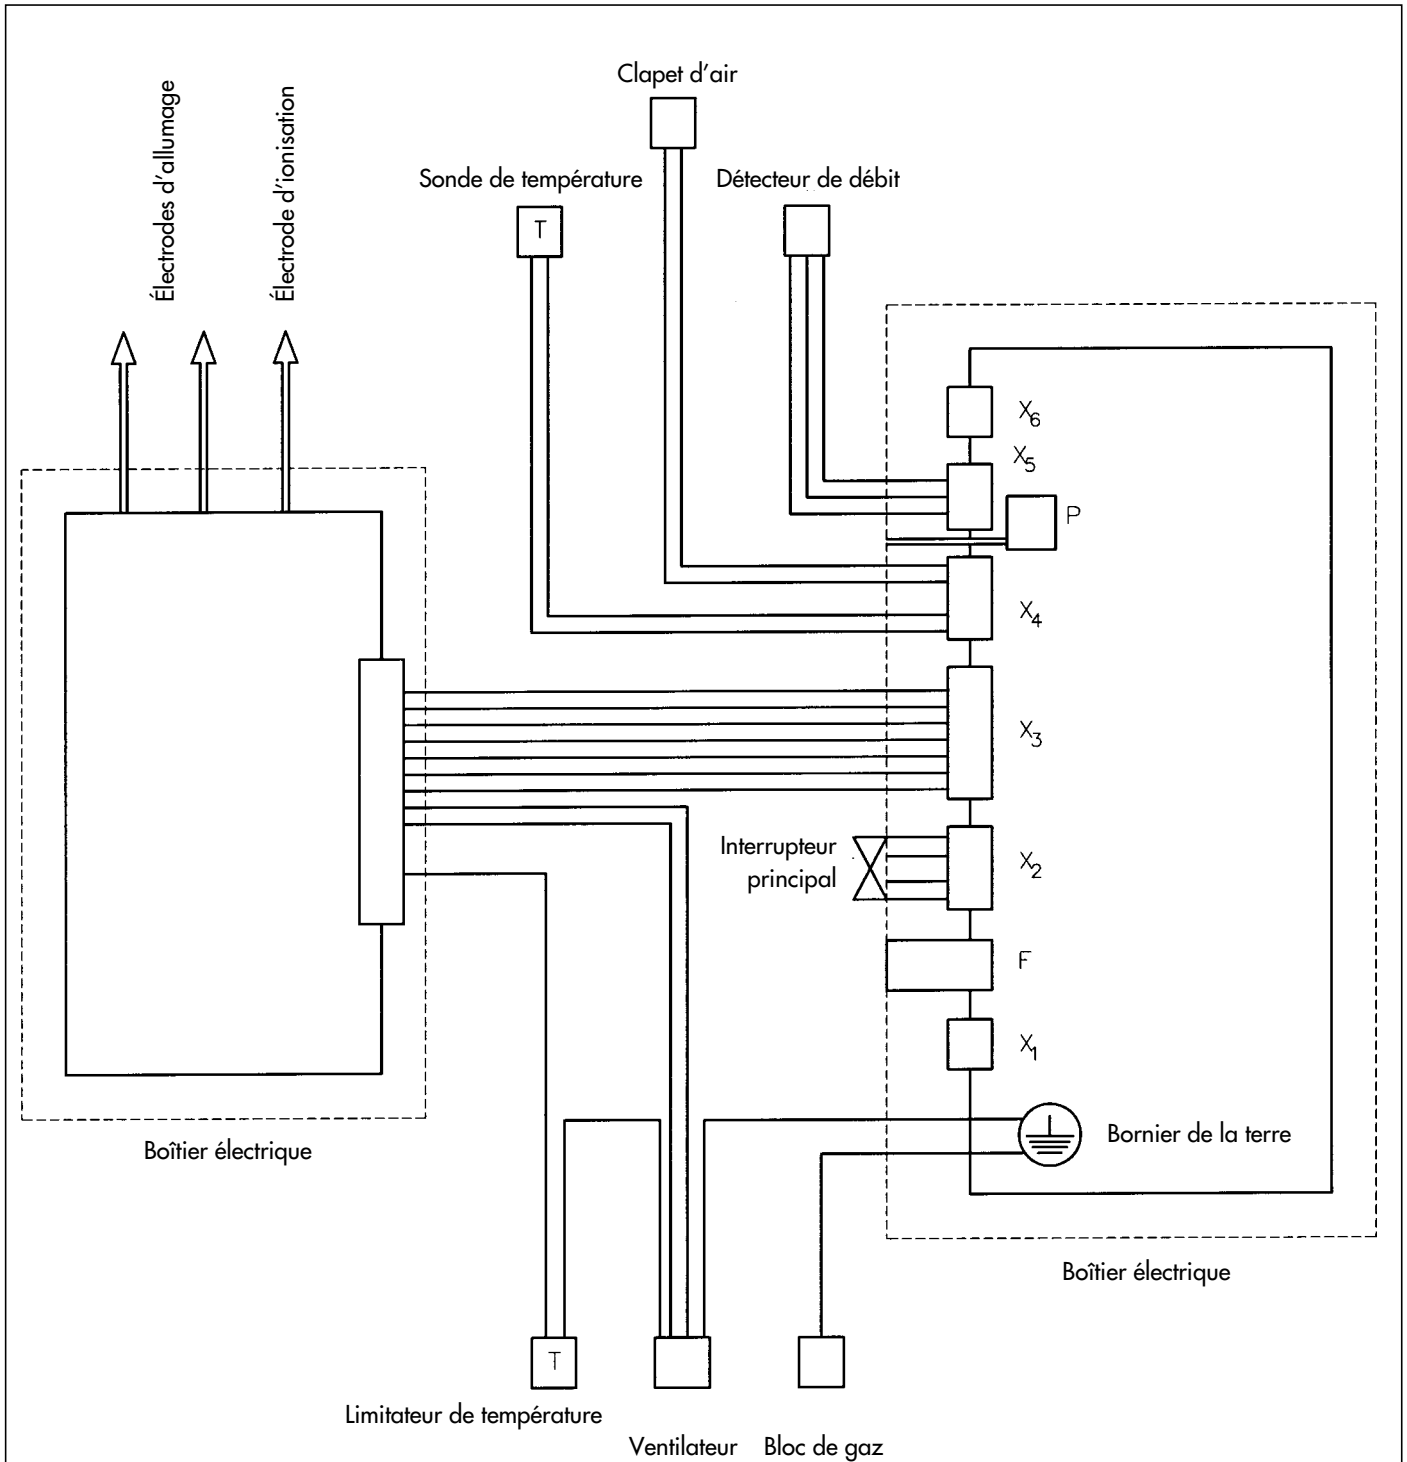 Clapet d'air
Électrodes d'allumage
Électrode d'ionisation
Sonde de température
Détecteur de débit
T
X6
X5
P
X4
X3
Interrupteur
principal
X2
F
X1
Bornier de la terre
Boîtier électrique
Boîtier électrique
T
Limitateur de température
Ventilateur
Bloc de gaz